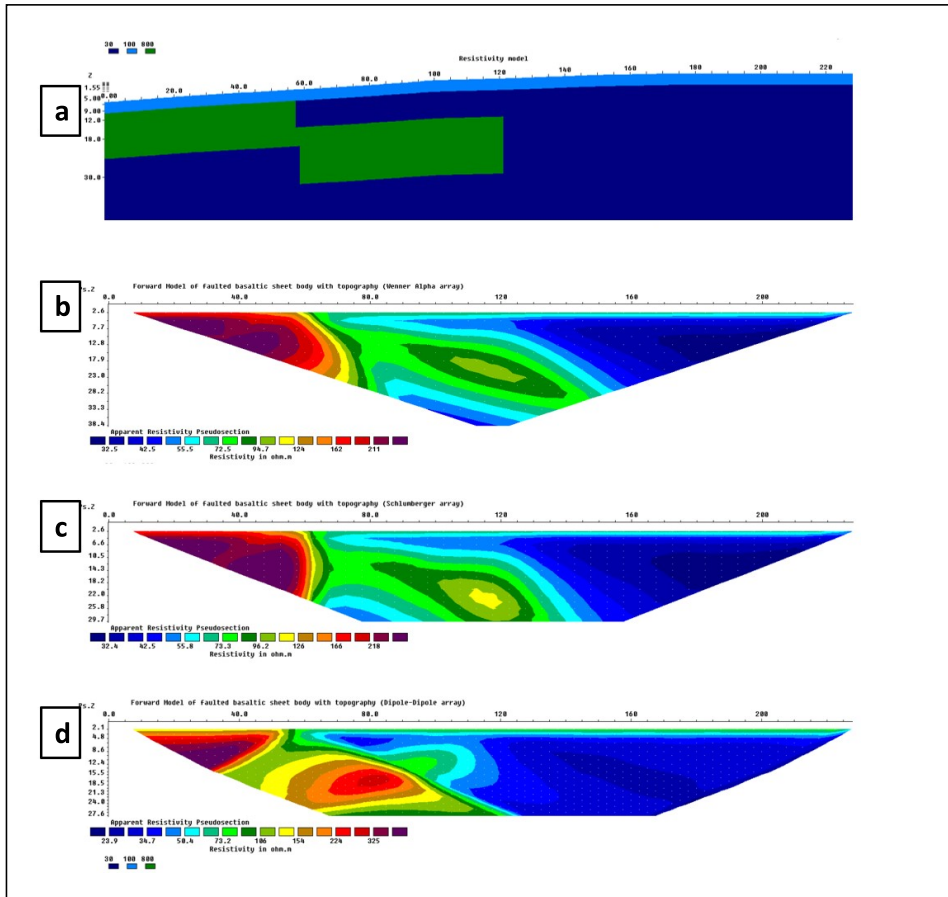 30 100 800
Resistivity model
Z
20.0 40.0 60.0 80.0 100 120 140 160 180 200 220
1.55
5.00
0.00
9.00
12.0
18.0
30.0
a
b
Ps.Z
Forward Model of faulted basaltic sheet body with topography (Wenner Alpha array)
0.0 40.0 80.0 120 160 200
2.6
7.7
12.0
17.9
23.0
28.2
33.3
38.4
Apparent Resistivity Pseudosection
32.5 42.5 55.5 72.5 94.7 124 162 211
Resistivity in ohm.m
c
Ps.Z
Forward Model of faulted basaltic sheet body with topography (Schlumberger array)
0.0 40.0 80.0 120 160 200
2.6
6.6
10.5
14.3
18.2
22.0
25.8
29.7
Apparent Resistivity Pseudosection
32.4 42.5 55.8 73.3 96.2 126 166 218
Resistivity in ohm.m
d
Ps.Z
Forward Model of faulted basaltic sheet body with topography (Dipole-Dipole array)
0.0 40.0 80.0 120 160 200
2.1
4.8
8.6
12.4
15.5
18.5
21.3
24.0
27.6
Apparent Resistivity Pseudosection
23.9 34.7 50.4 73.2 106 154 224 325
Resistivity in ohm.m
30 100 800